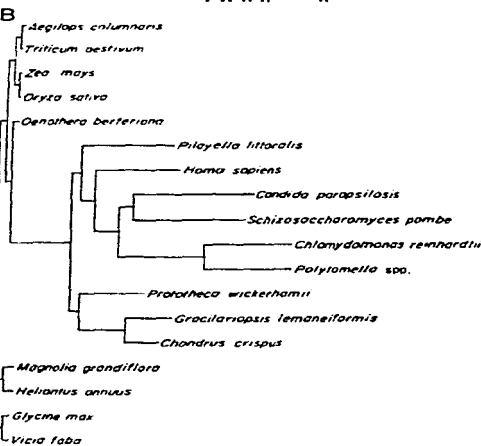 B
Aegilops columnaris
Triticum aestivum
Zea mays
Oryza sativa
Oenothera berteriana
Pilayella littoralis
Homo sapiens
Candida parapsilosis
Schizosaccharomyces pombe
Chlamydomonas reinhardtii
Polytomella spp.
Prototheca wickerhamii
Gracilariopsis lemaneiformis
Chondrus crispus
Magnolia grandiflora
Heliantus annuus
Glycine max
Vicia faba